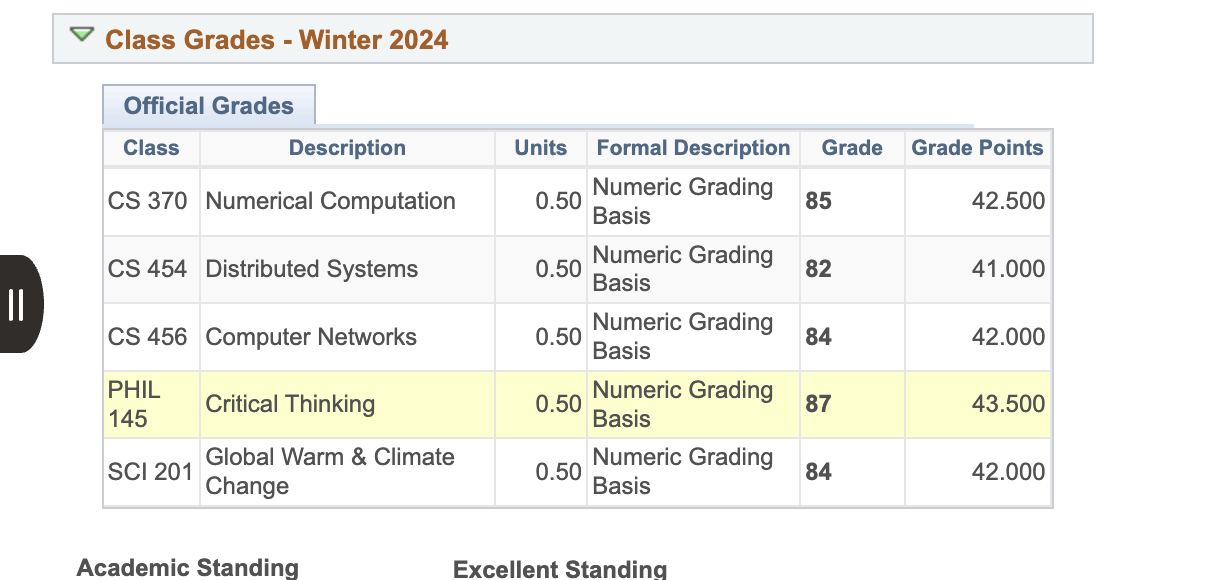 Class Grades - Winter 2024
Official Grades
Class Description Units Formal Description Grade Grade Points
CS 370 Numerical Computation 0.50 Numeric Grading Basis 85 42.500
CS 454 Distributed Systems 0.50 Numeric Grading Basis 82 41.000
CS 456 Computer Networks 0.50 Numeric Grading Basis 84 42.000
PHIL 145 Critical Thinking 0.50 Numeric Grading Basis 87 43.500
SCI 201 Global Warm & Climate Change 0.50 Numeric Grading Basis 84 42.000
Academic Standing Excellent Standing